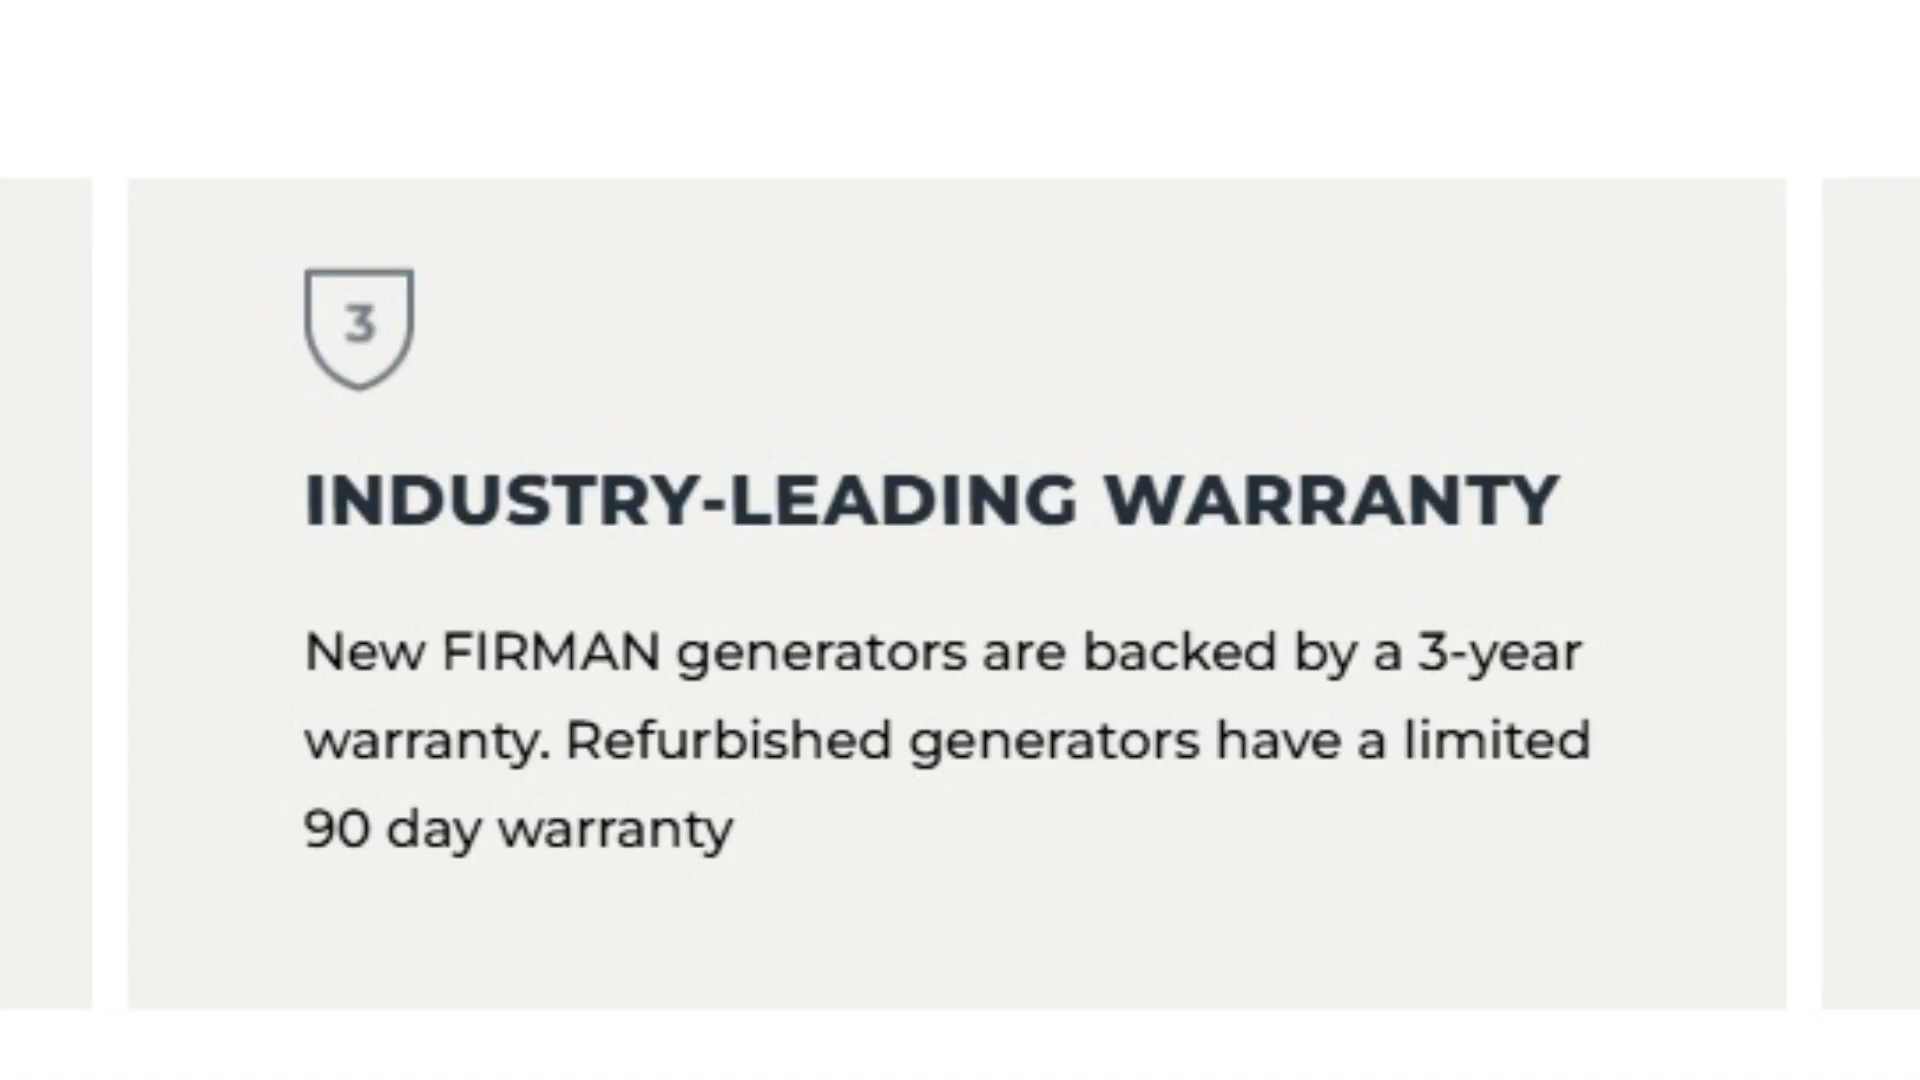 3
INDUSTRY-LEADING WARRANTY
New FIRMAN generators are backed by a 3-year
warranty. Refurbished generators have a limited
90 day warranty